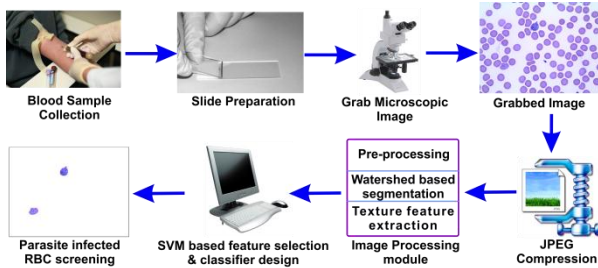 Blood Sample
Collection
Slide Preparation
Grab Microscopic
Image
Grabbed Image
JPEG
Compression
Pre-processing
Watershed based
segmentation
Texture feature
extraction
Image Processing
module
SVM based feature selection
& classifier design
Parasite infected
RBC screening